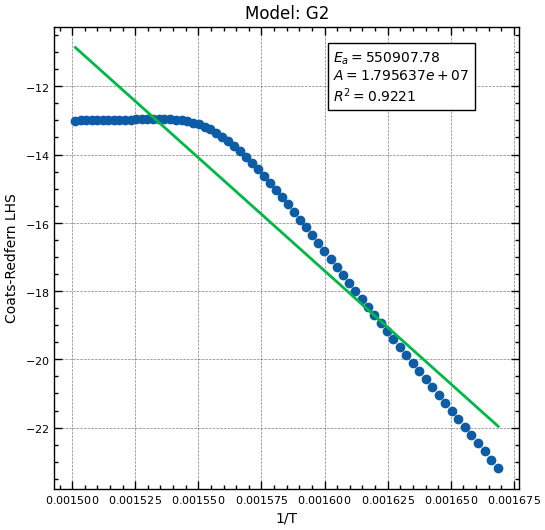 Model: G2
E_a = 550907.78
A = 1.795637e + 07
R^2 = 0.9221
Coats-Redfern LHS
−12
−14
−16
−18
−20
−22
0.001500 0.001525 0.001550 0.001575 0.001600 0.001625 0.001650 0.001675
1/T